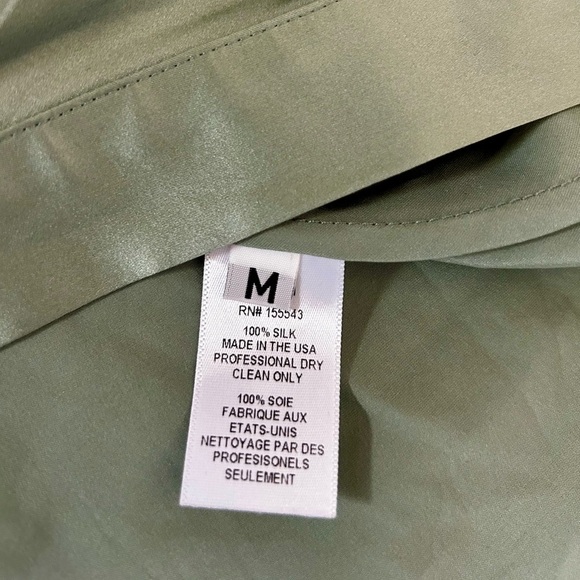 M
RN# 155543
100% SILK
MADE IN THE USA
PROFESSIONAL DRY
CLEAN ONLY
100% SOIE
FABRIQUE AUX
ETATS-UNIS
NETTOYAGE PAR DES
PROFESISONELS
SEULEMENT